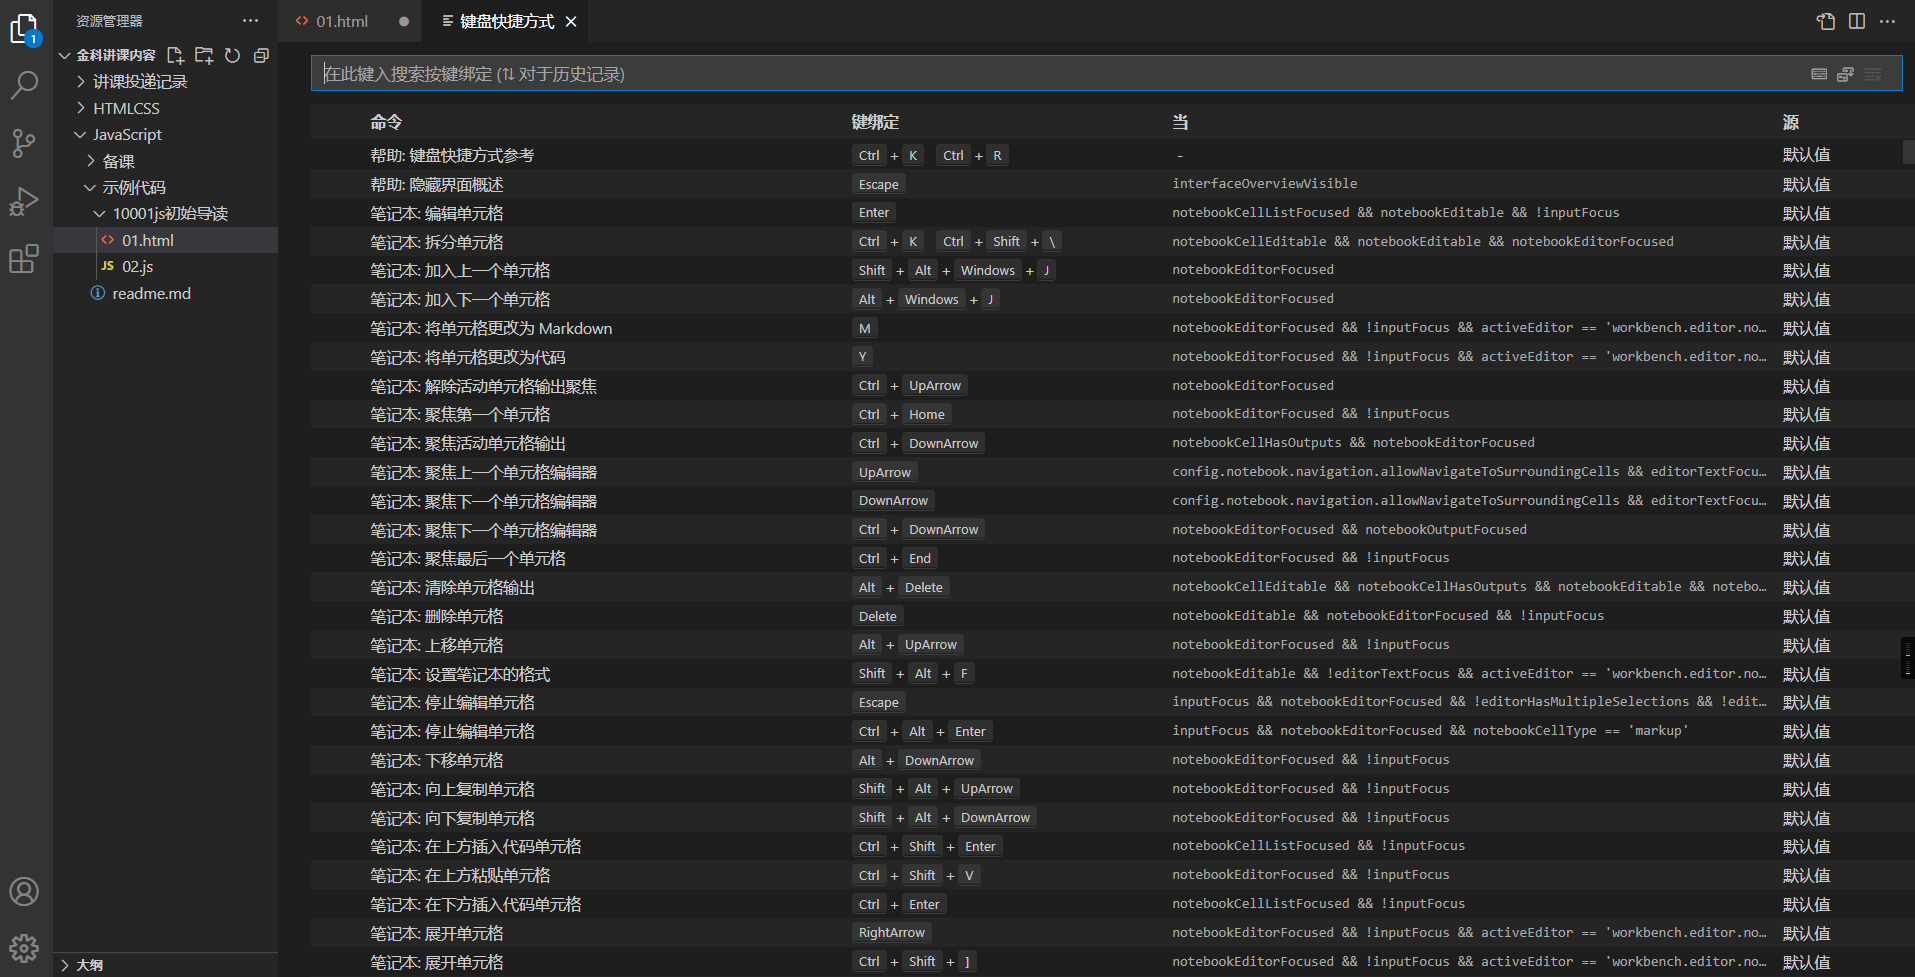 资源管理器
1
金科讲课内容
讲课投递记录
HTMLCSS
JavaScript
备课
示例代码
10001js初始导读
<> 01.html
JS 02.js
readme.md
大纲
<> 01.html ●
键盘快捷方式 ×
在此键入搜索按键绑定 (⇅ 对于历史记录)
命令 键绑定 当 源
帮助: 键盘快捷方式参考 Ctrl + K Ctrl + R - 默认值
帮助: 隐藏界面概述 Escape interfaceOverviewVisible 默认值
笔记本: 编辑单元格 Enter notebookCellListFocused && notebookEditable && !inputFocus 默认值
笔记本: 拆分单元格 Ctrl + K Ctrl + Shift + \ notebookCellEditable && notebookEditable && notebookEditorFocused 默认值
笔记本: 加入上一个单元格 Shift + Alt + Windows + J notebookEditorFocused 默认值
笔记本: 加入下一个单元格 Alt + Windows + J notebookEditorFocused 默认值
笔记本: 将单元格更改为 Markdown M notebookEditorFocused && !inputFocus && activeEditor == 'workbench.editor.no... 默认值
笔记本: 将单元格更改为代码 Y notebookEditorFocused && !inputFocus && activeEditor == 'workbench.editor.no... 默认值
笔记本: 解除活动单元格输出聚焦 Ctrl + UpArrow notebookEditorFocused 默认值
笔记本: 聚焦第一个单元格 Ctrl + Home notebookEditorFocused && !inputFocus 默认值
笔记本: 聚焦活动单元格输出 Ctrl + DownArrow notebookCellHasOutputs && notebookEditorFocused 默认值
笔记本: 聚焦上一个单元格编辑器 UpArrow config.notebook.navigation.allowNavigateToSurroundingCells && editorTextFocu... 默认值
笔记本: 聚焦下一个单元格编辑器 DownArrow config.notebook.navigation.allowNavigateToSurroundingCells && editorTextFocu... 默认值
笔记本: 聚焦下一个单元格编辑器 Ctrl + DownArrow notebookEditorFocused && notebookOutputFocused 默认值
笔记本: 聚焦最后一个单元格 Ctrl + End notebookEditorFocused && !inputFocus 默认值
笔记本: 清除单元格输出 Alt + Delete notebookCellEditable && notebookCellHasOutputs && notebookEditable && notebo... 默认值
笔记本: 删除单元格 Delete notebookEditable && notebookEditorFocused && !inputFocus 默认值
笔记本: 上移单元格 Alt + UpArrow notebookEditorFocused && !inputFocus 默认值
笔记本: 设置笔记本的格式 Shift + Alt + F notebookEditable && !editorTextFocus && activeEditor == 'workbench.editor.no... 默认值
笔记本: 停止编辑单元格 Escape inputFocus && notebookEditorFocused && !editorHasMultipleSelections && !edit... 默认值
笔记本: 停止编辑单元格 Ctrl + Alt + Enter inputFocus && notebookEditorFocused && notebookCellType == 'markup' 默认值
笔记本: 下移单元格 Alt + DownArrow notebookEditorFocused && !inputFocus 默认值
笔记本: 向上复制单元格 Shift + Alt + UpArrow notebookEditorFocused && !inputFocus 默认值
笔记本: 向下复制单元格 Shift + Alt + DownArrow notebookEditorFocused && !inputFocus 默认值
笔记本: 在上方插入代码单元格 Ctrl + Shift + Enter notebookCellListFocused && !inputFocus 默认值
笔记本: 在上方粘贴单元格 Ctrl + Shift + V notebookEditorFocused && !inputFocus 默认值
笔记本: 在下方插入代码单元格 Ctrl + Enter notebookCellListFocused && !inputFocus 默认值
笔记本: 展开单元格 RightArrow notebookEditorFocused && !inputFocus && activeEditor == 'workbench.editor.no... 默认值
笔记本: 展开单元格 Ctrl + Shift + ] notebookEditorFocused && !inputFocus && activeEditor == 'workbench.editor.no... 默认值